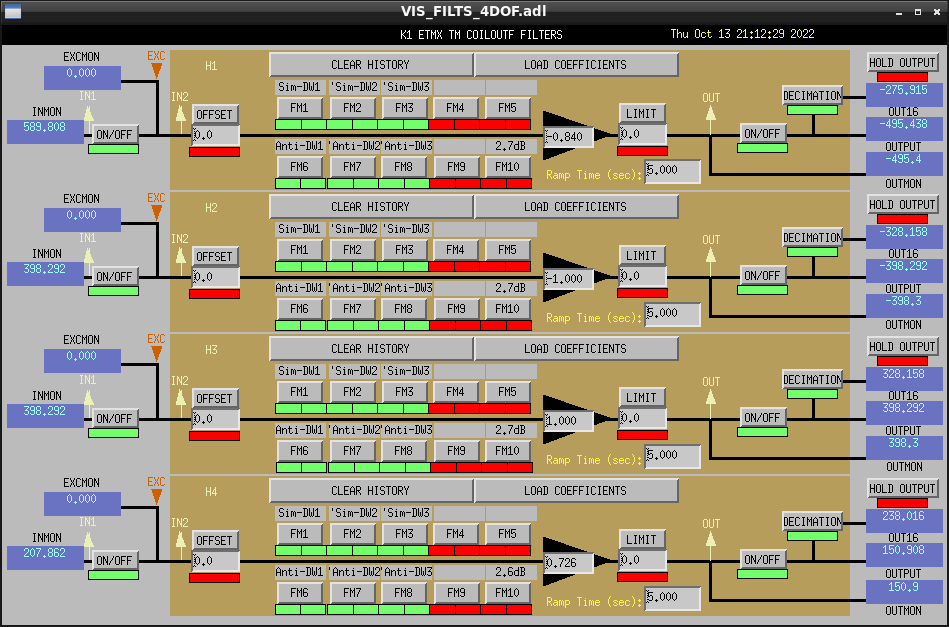 VIS_FILTS_4DOF.adl
K1 ETMX TM COILOUTF FILTERS Thu Oct 13 21:12:29 2022
EXCMON EXC H1 CLEAR HISTORY LOAD COEFFICIENTS HOLD OUTPUT
0.000 Sim-DW1 'Sim-DW2 'Sim-DW3 -275.915
IN1 IN2 OUT DECIMATION
INMON OFFSET FM1 FM2 FM3 FM4 FM5 LIMIT OUT16
589.808 ON/OFF 0.0 -0.840 0.0 ON/OFF -495.438
Anti-DW1 'Anti-DW2 'Anti-DW3 2.7dB OUTPUT
FM6 FM7 FM8 FM9 FM10 Ramp Time (sec): 5.000 -495.4
OUTMON
EXCMON EXC H2 CLEAR HISTORY LOAD COEFFICIENTS HOLD OUTPUT
0.000 Sim-DW1 'Sim-DW2 'Sim-DW3 -328.158
IN1 IN2 OUT DECIMATION
INMON OFFSET FM1 FM2 FM3 FM4 FM5 LIMIT OUT16
398.292 ON/OFF 0.0 -1.000 0.0 ON/OFF -398.292
Anti-DW1 'Anti-DW2 'Anti-DW3 2.7dB OUTPUT
FM6 FM7 FM8 FM9 FM10 Ramp Time (sec): 5.000 -398.3
OUTMON
EXCMON EXC H3 CLEAR HISTORY LOAD COEFFICIENTS HOLD OUTPUT
0.000 Sim-DW1 'Sim-DW2 'Sim-DW3 328.158
IN1 IN2 OUT DECIMATION
INMON OFFSET FM1 FM2 FM3 FM4 FM5 LIMIT OUT16
398.292 ON/OFF 0.0 1.000 0.0 ON/OFF 398.292
Anti-DW1 'Anti-DW2 'Anti-DW3 2.7dB OUTPUT
FM6 FM7 FM8 FM9 FM10 Ramp Time (sec): 5.000 398.3
OUTMON
EXCMON EXC H4 CLEAR HISTORY LOAD COEFFICIENTS HOLD OUTPUT
0.000 Sim-DW1 'Sim-DW2 'Sim-DW3 238.016
IN1 IN2 OUT DECIMATION
INMON OFFSET FM1 FM2 FM3 FM4 FM5 LIMIT OUT16
207.862 ON/OFF 0.0 0.726 0.0 ON/OFF 150.908
Anti-DW1 'Anti-DW2 'Anti-DW3 2.6dB OUTPUT
FM6 FM7 FM8 FM9 FM10 Ramp Time (sec): 5.000 150.9
OUTMON